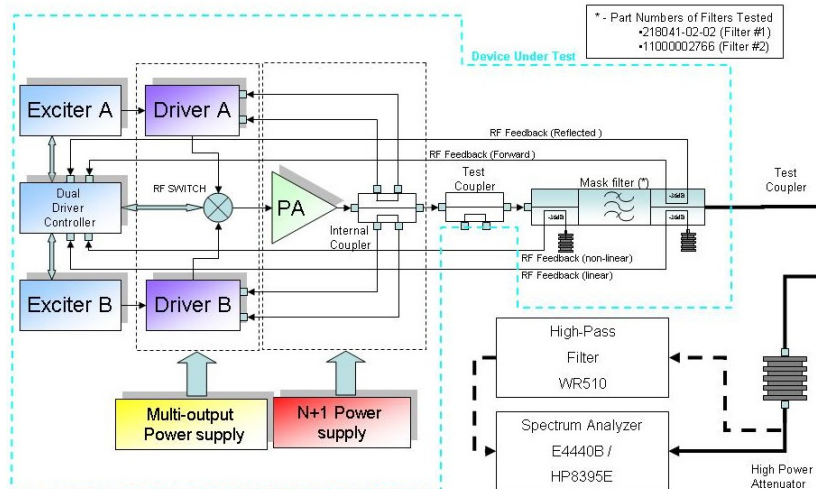 * - Part Numbers of Filters Tested
•218041-02-02 (Filter #1)
•11000002766 (Filter #2)
Device Under Test
Exciter A
Driver A
RF Feedback (Reflected )
RF Feedback (Forward )
Dual
Driver
Controller
RF SWITCH
PA
Internal
Coupler
Test
Coupler
Mask filter (*)
Test
Coupler
RF Feedback (non-linear)
RF Feedback (linear)
Exciter B
Driver B
High-Pass
Filter
WR510
Multi-output
Power supply
N+1 Power
supply
Spectrum Analyzer
E4440B /
HP8395E
High Power
Attenuator